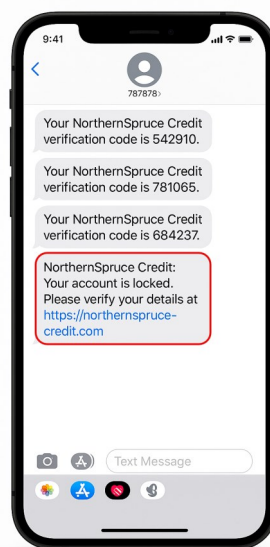 9:41
787878>
Your NorthernSpruce Credit
verification code is 542910.
Your NorthernSpruce Credit
verification code is 781065.
Your NorthernSpruce Credit
verification code is 684237.
NorthernSpruce Credit:
Your account is locked.
Please verify your details at
https://northernspruce-
credit.com
Text Message